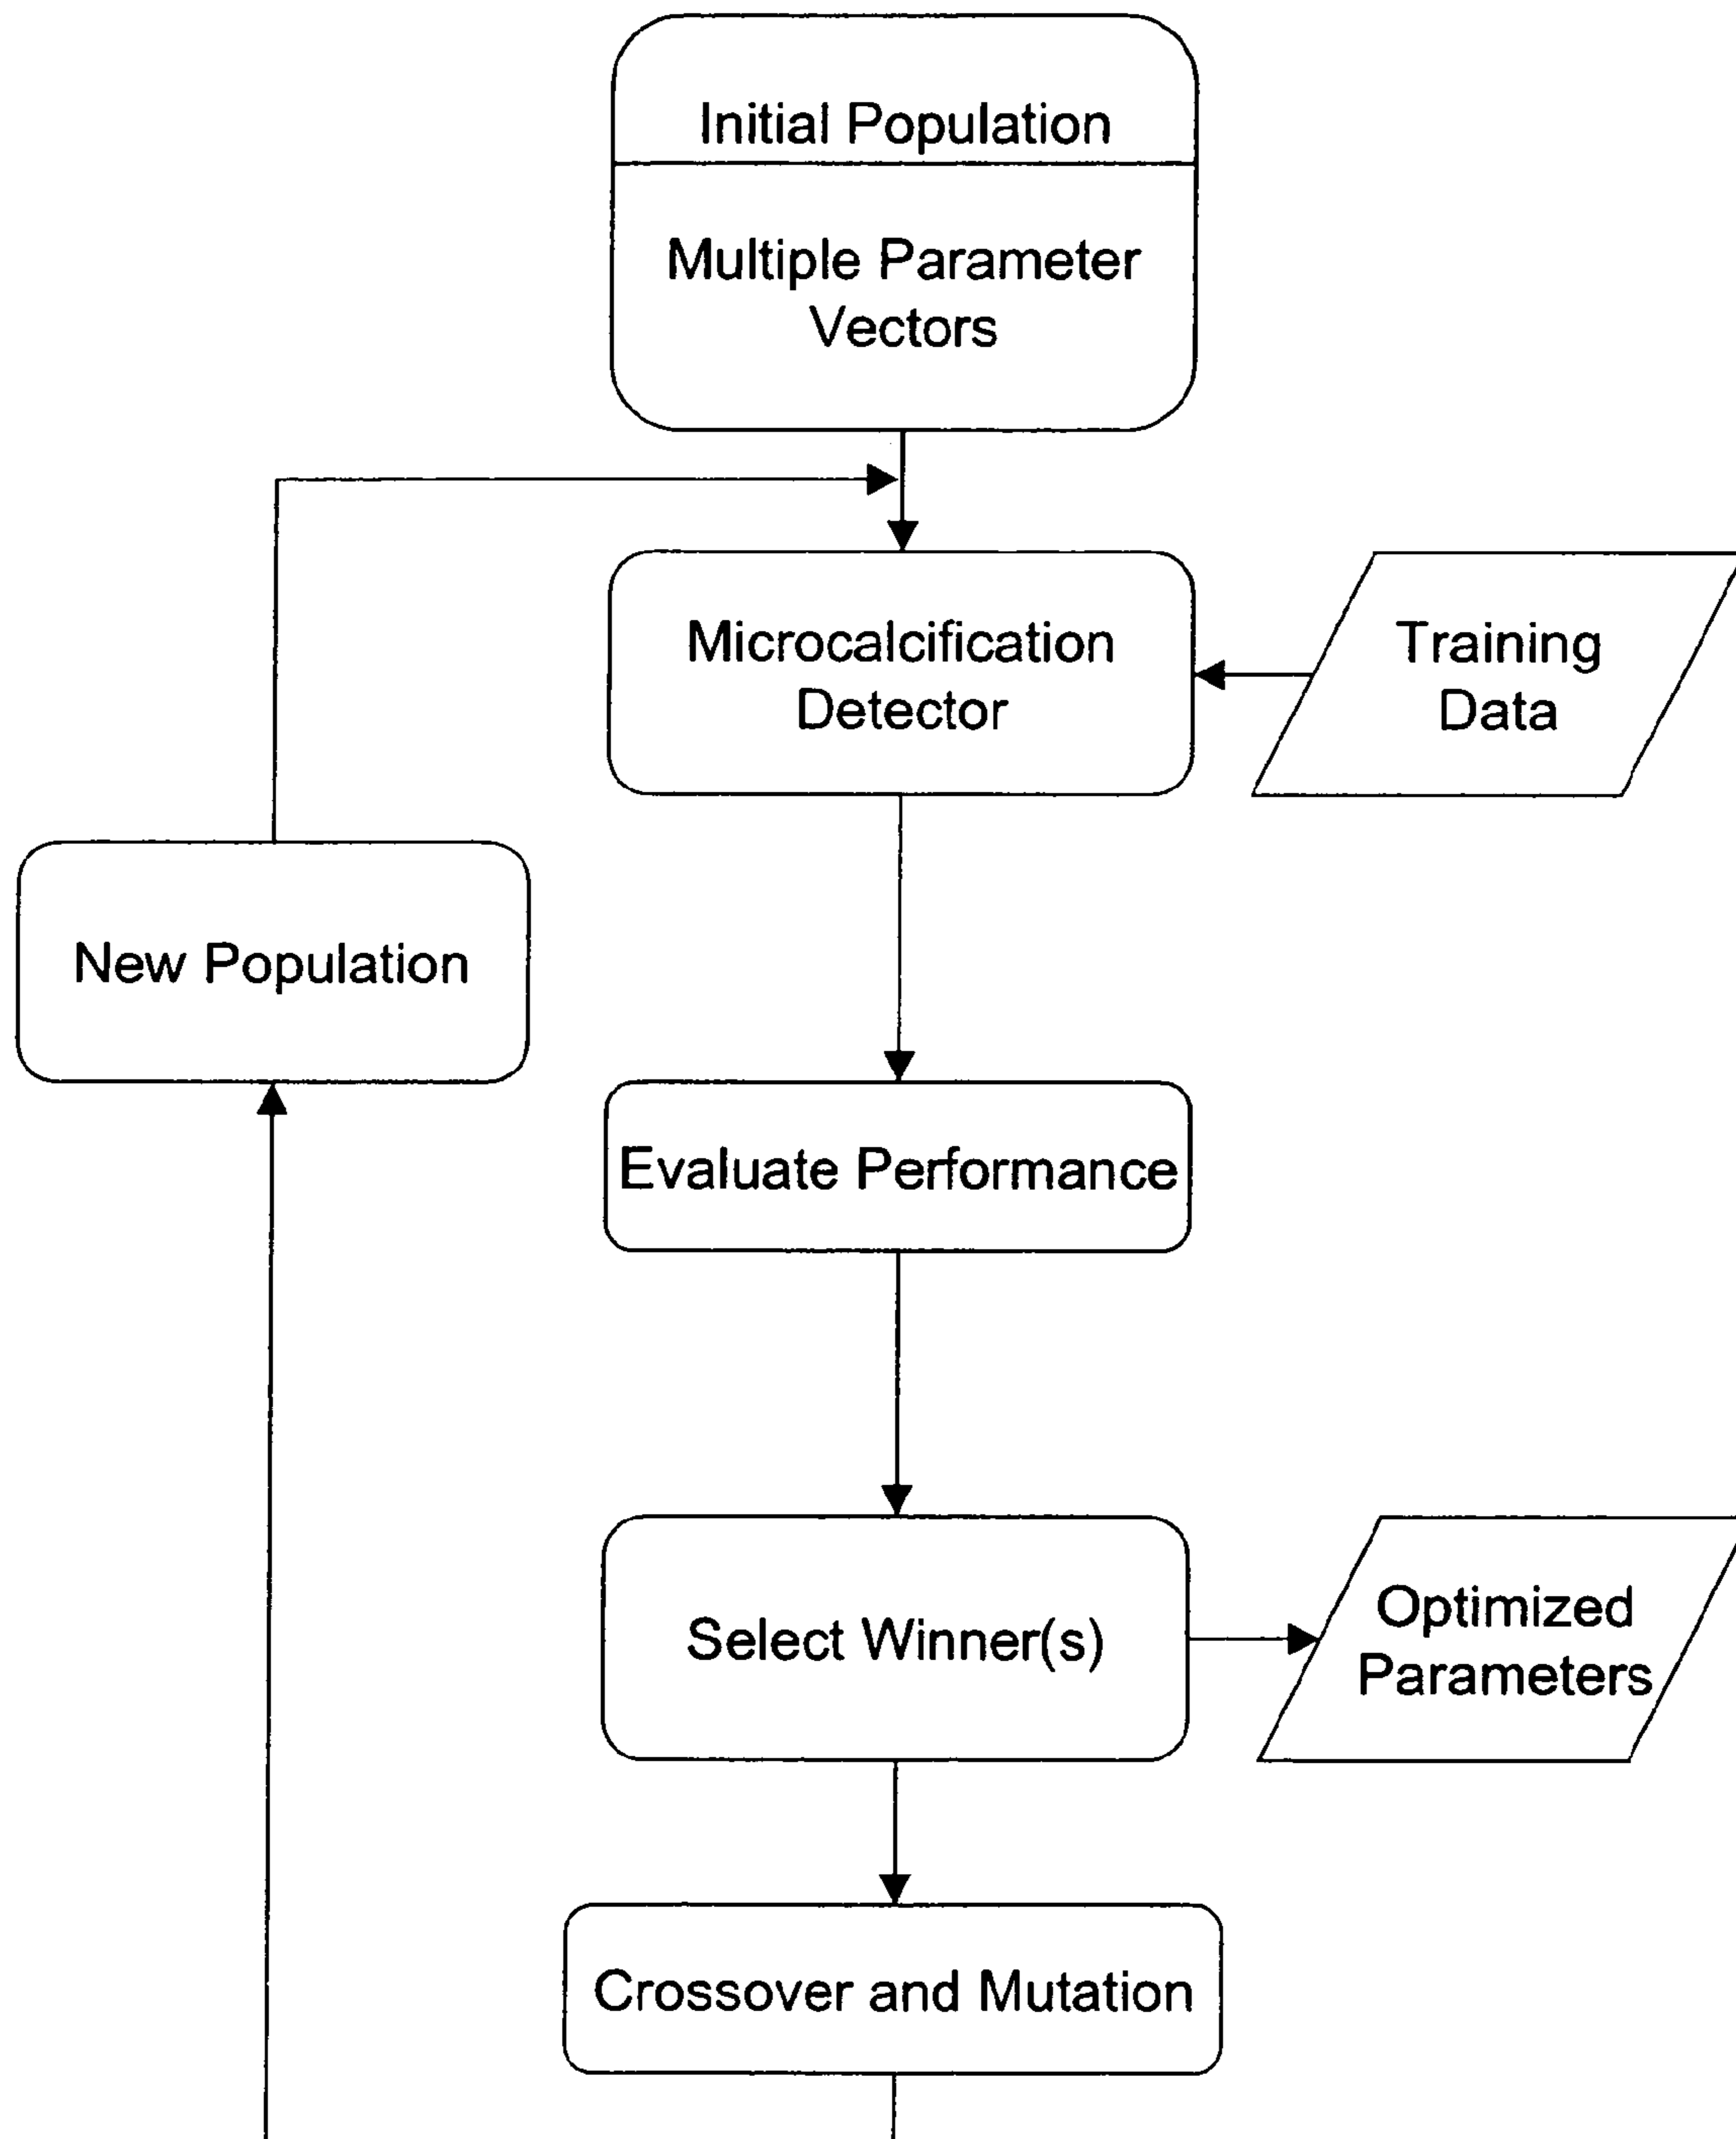 Initial Population
Multiple Parameter
Vectors
Microcalcification
Detector
Training
Data
New Population
Evaluate Performance
Select Winner(s)
Optimized
Parameters
Crossover and Mutation